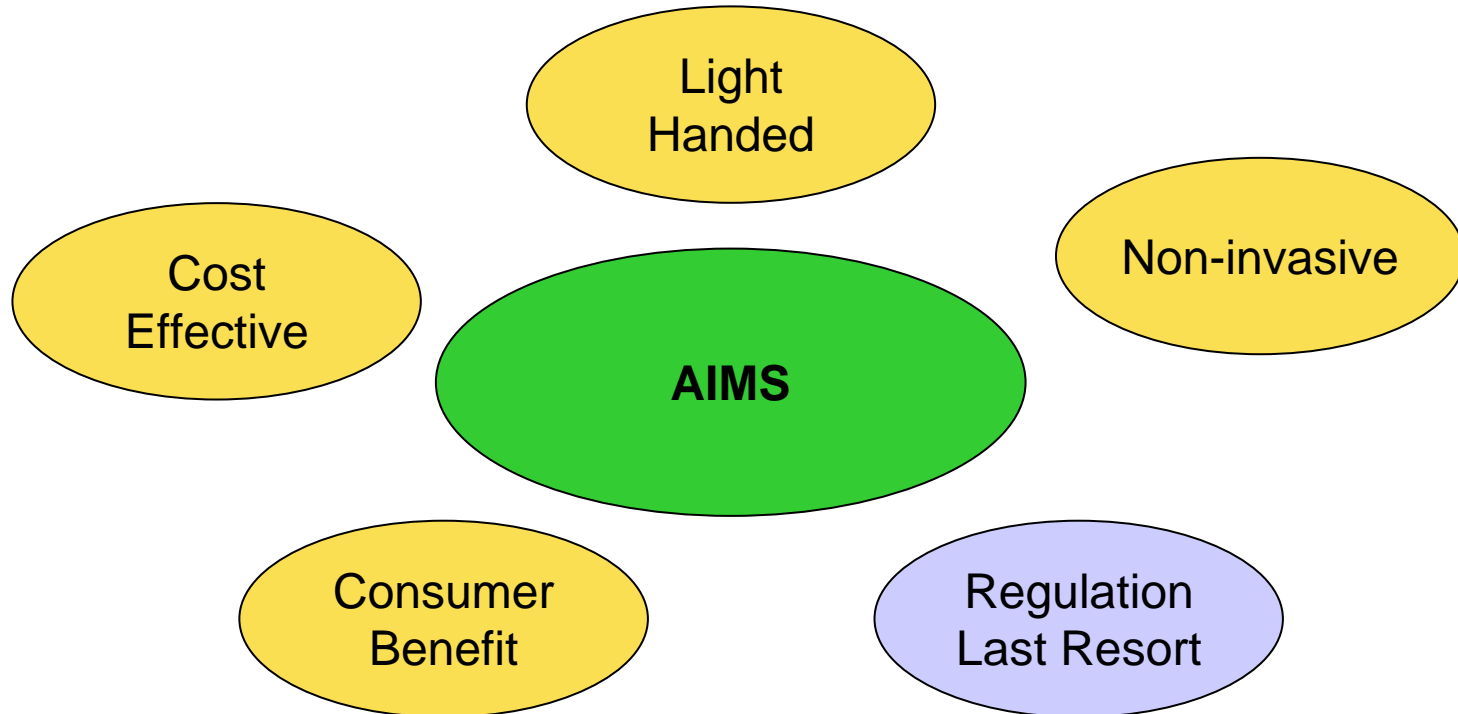 Light
Handed
Non-invasive
Cost
Effective
AIMS
Consumer
Benefit
Regulation
Last Resort